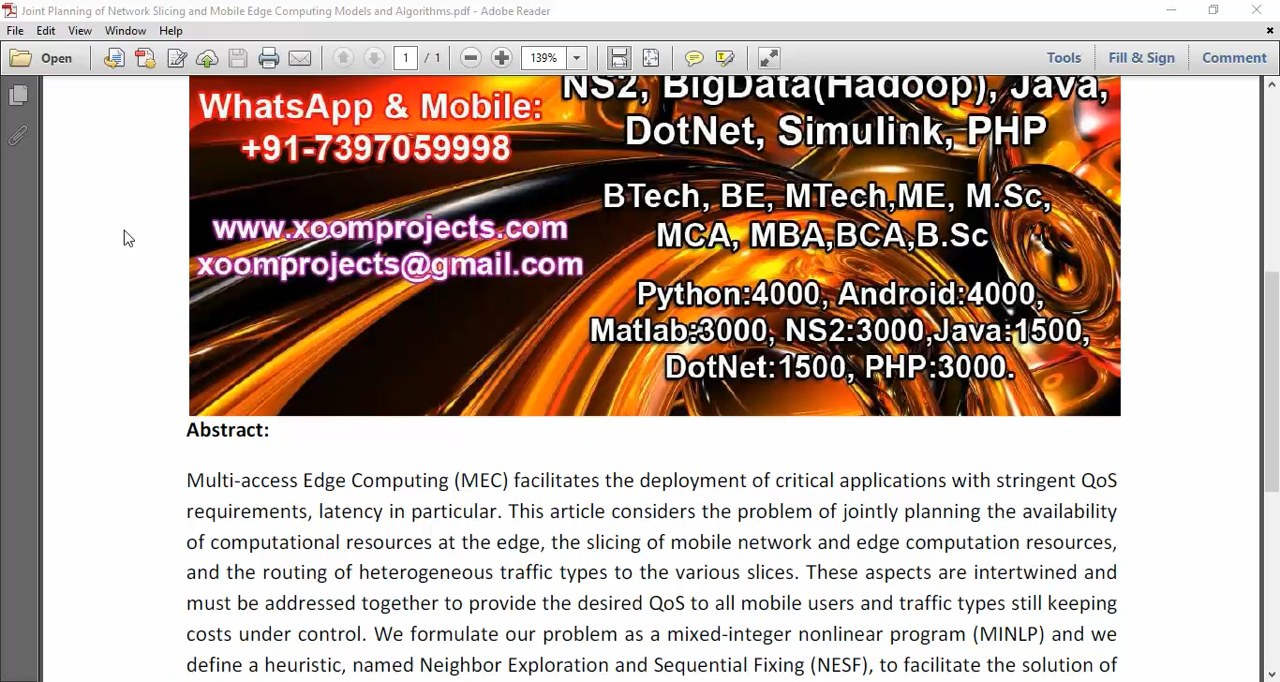 Joint Planning of Network Slicing and Mobile Edge Computing Models and Algorithms.pdf - Adobe Reader
File Edit View Window Help
Open 1 / 1 139% Tools Fill & Sign Comment
NS2, BigData(Hadoop), Java,
DotNet, Simulink, PHP
WhatsApp & Mobile:
+91-7397059998
BTech, BE, MTech,ME, M.Sc,
MCA, MBA,BCA,B.Sc
www.xoomprojects.com
xoomprojects@gmail.com
Python:4000, Android:4000,
Matlab:3000, NS2:3000,Java:1500,
DotNet:1500, PHP:3000.
Abstract:
Multi-access Edge Computing (MEC) facilitates the deployment of critical applications with stringent QoS
requirements, latency in particular. This article considers the problem of jointly planning the availability
of computational resources at the edge, the slicing of mobile network and edge computation resources,
and the routing of heterogeneous traffic types to the various slices. These aspects are intertwined and
must be addressed together to provide the desired QoS to all mobile users and traffic types still keeping
costs under control. We formulate our problem as a mixed-integer nonlinear program (MINLP) and we
define a heuristic, named Neighbor Exploration and Sequential Fixing (NESF), to facilitate the solution of